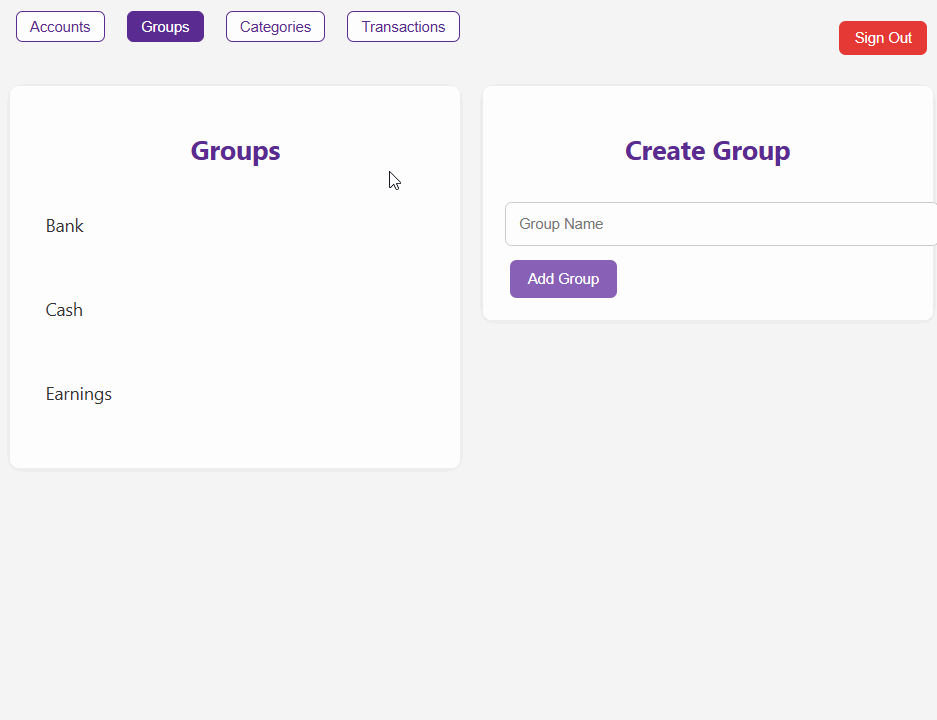 Accounts Groups Categories Transactions
Sign Out
Groups
Bank
Cash
Earnings
Create Group
Group Name
Add Group